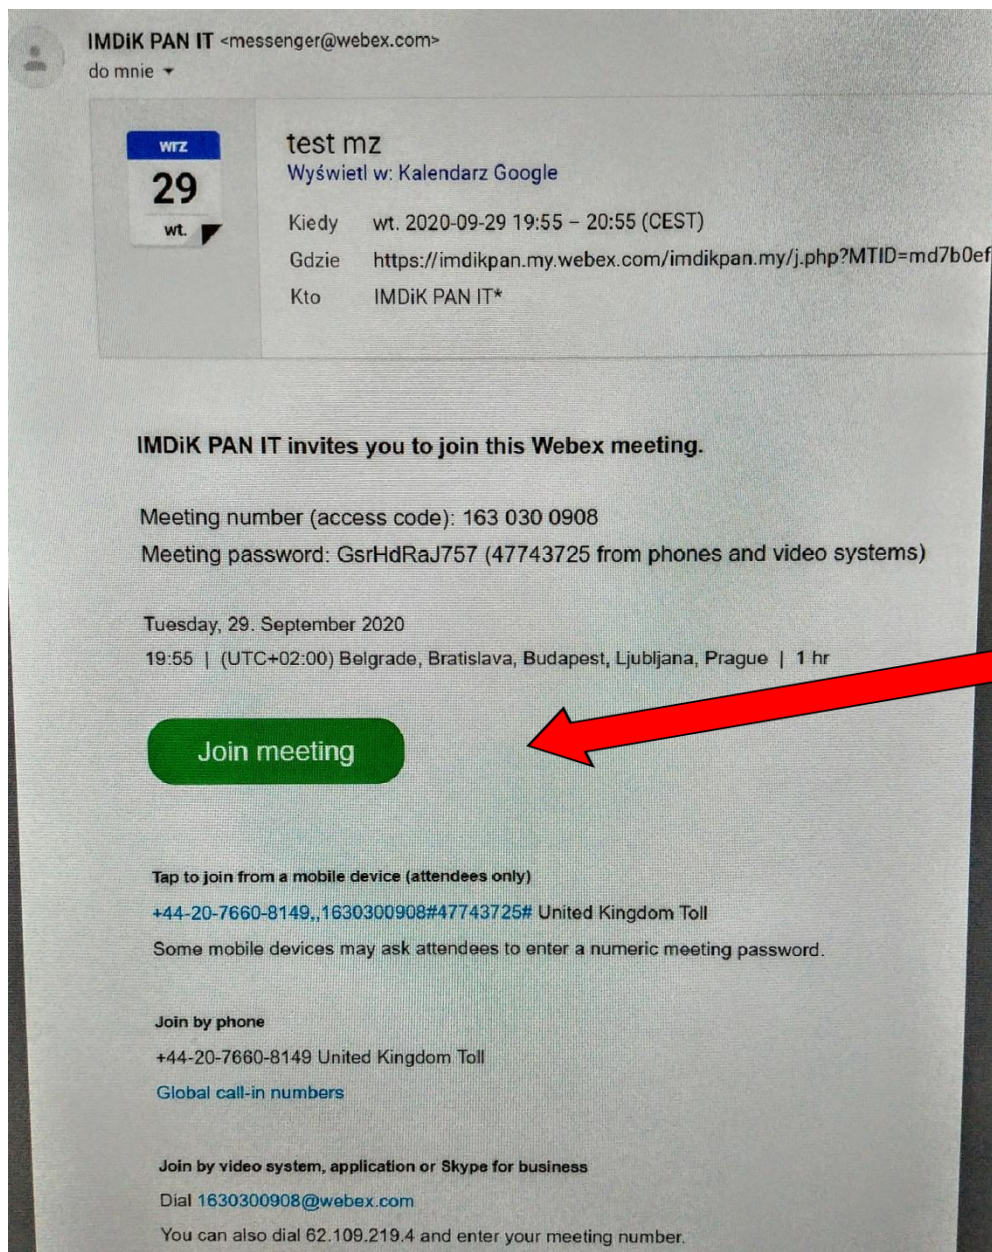 IMDiK PAN IT <messenger@webex.com>
do mnie
wrz
29
wt.
test mz
Wyświetl w: Kalendarz Google
Kiedy wt. 2020-09-29 19:55 – 20:55 (CEST)
Gdzie https://imdikpan.my.webex.com/imdikpan.my/j.php?MTID=md7b0ef
Kto IMDiK PAN IT*
IMDiK PAN IT invites you to join this Webex meeting.
Meeting number (access code): 163 030 0908
Meeting password: GsrHdRaJ757 (47743725 from phones and video systems)
Tuesday, 29. September 2020
19:55 | (UTC+02:00) Belgrade, Bratislava, Budapest, Ljubljana, Prague | 1 hr
Join meeting
Tap to join from a mobile device (attendees only)
+44-20-7660-8149,,1630300908#47743725# United Kingdom Toll
Some mobile devices may ask attendees to enter a numeric meeting password.
Join by phone
+44-20-7660-8149 United Kingdom Toll
Global call-in numbers
Join by video system, application or Skype for business
Dial 1630300908@webex.com
You can also dial 62.109.219.4 and enter your meeting number.